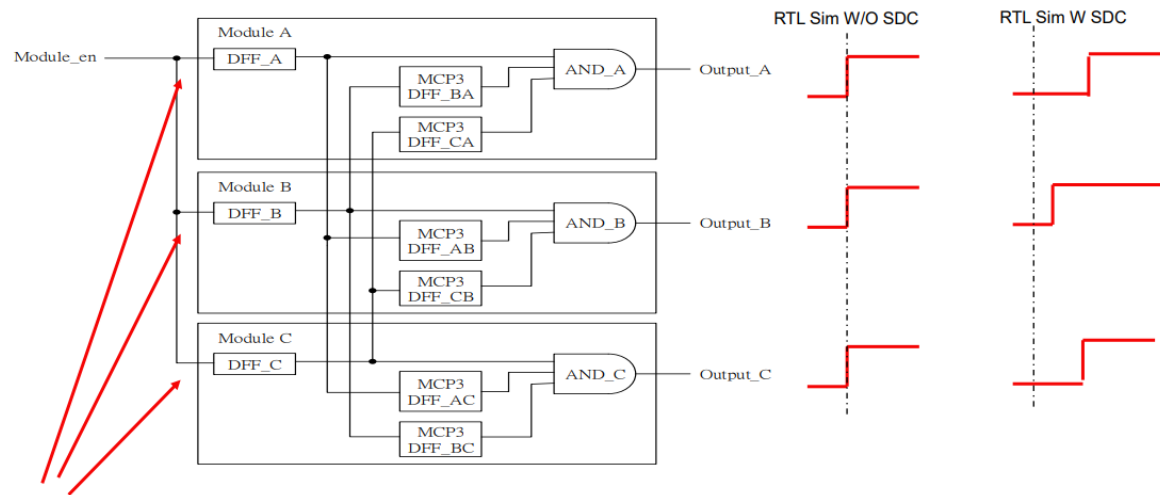 RTL Sim W/O SDC
RTL Sim W SDC
Module_en
Module A
DFF_A
MCP3
DFF_BA
MCP3
DFF_CA
AND_A
Output_A
Module B
DFF_B
MCP3
DFF_AB
MCP3
DFF_CB
AND_B
Output_B
Module C
DFF_C
MCP3
DFF_AC
MCP3
DFF_BC
AND_C
Output_C